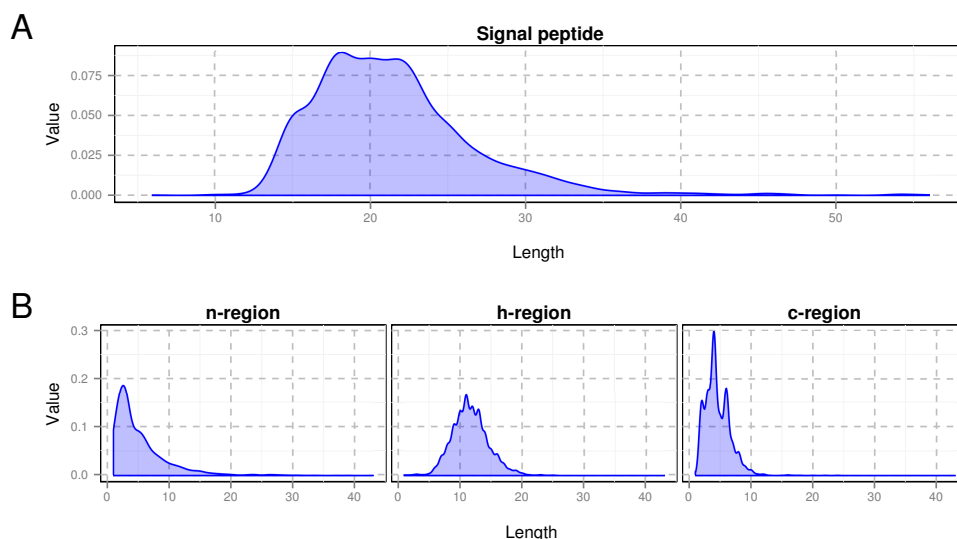 A
Signal peptide
Value
0.075
0.050
0.025
0.000
10 20 30 40 50
Length
B
n-region h-region c-region
Value
0.3
0.2
0.1
0.0
0 10 20 30 40 0 10 20 30 40 0 10 20 30 40
Length